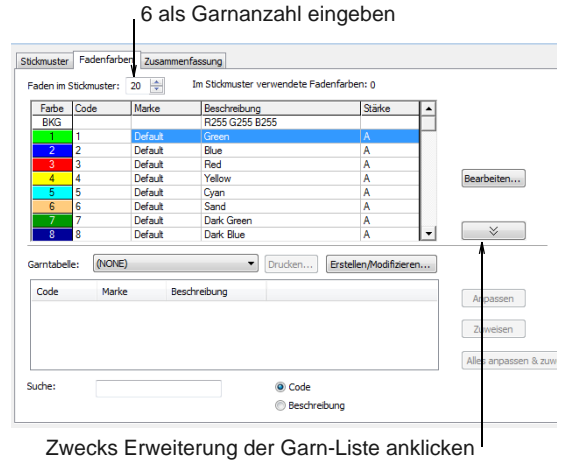 6 als Garnanzahl eingeben
Stickmuster Fadenfarben Zusammenfassung
Faden im Stickmuster: 20 Im Stickmuster verwendete Fadenfarben: 0
Farbe Code Marke Beschreibung Stärke
BKG R255 G255 B255
1 1 Default Green A
2 2 Default Blue A
3 3 Default Red A
4 4 Default Yellow A
5 5 Default Cyan A
6 6 Default Sand A
7 7 Default Dark Green A
8 8 Default Dark Blue A
Bearbeiten...
Garntabelle: (NONE) Drucken... Erstellen/Modifizieren...
Code Marke Beschreibung
Anpassen
Zuweisen
Alles anpassen & zuw
Suche: Code
Beschreibung
Zwecks Erweiterung der Garn-Liste anklicken